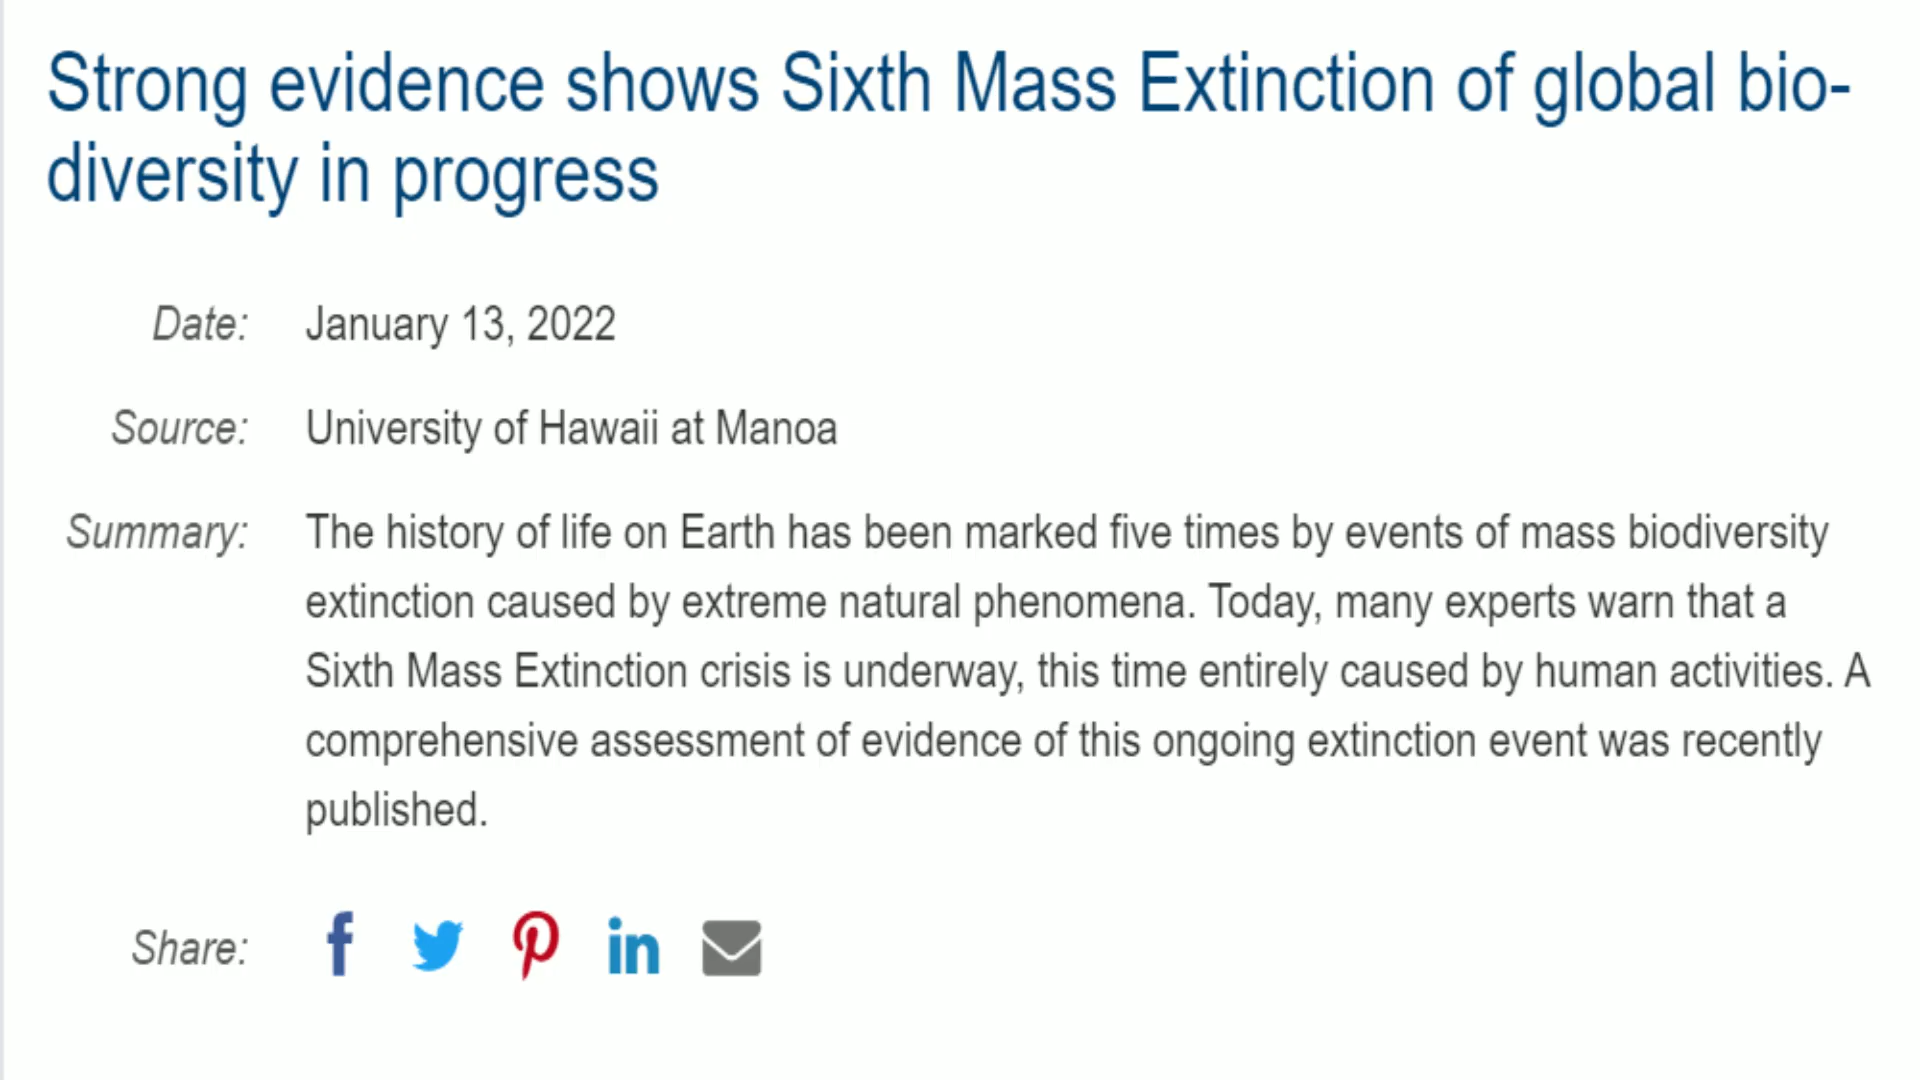 Strong evidence shows Sixth Mass Extinction of global bio-
diversity in progress
Date: January 13, 2022
Source: University of Hawaii at Manoa
Summary: The history of life on Earth has been marked five times by events of mass biodiversity
extinction caused by extreme natural phenomena. Today, many experts warn that a
Sixth Mass Extinction crisis is underway, this time entirely caused by human activities. A
comprehensive assessment of evidence of this ongoing extinction event was recently
published.
Share: